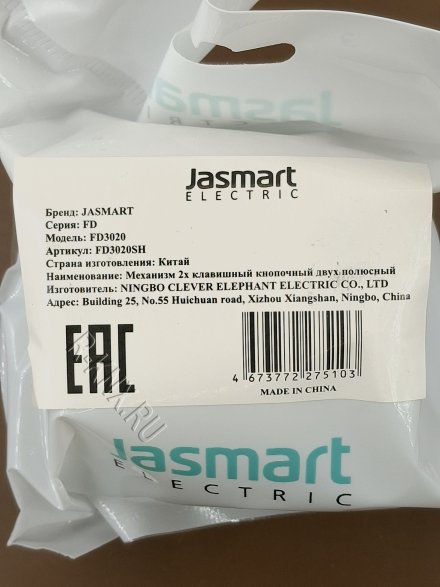 Jasmart
ELECTRIC
Jasmart
ELECTRIC
Бренд: JASMART
Серия: FD
Модель: FD3020
Артикул: FD3020SH
Страна изготовления: Китай
Наименование: Механизм 2х клавишный кнопочный двух полюсный
Изготовитель: NINGBO CLEVER ELEPHANT ELECTRIC CO., LTD
Адрес: Building 25, No.55 Huichuan road, Xizhou Xiangshan, Ningbo, China
EAC
4 673772 275103
MADE IN CHINA
Jasmart
ELECTRIC